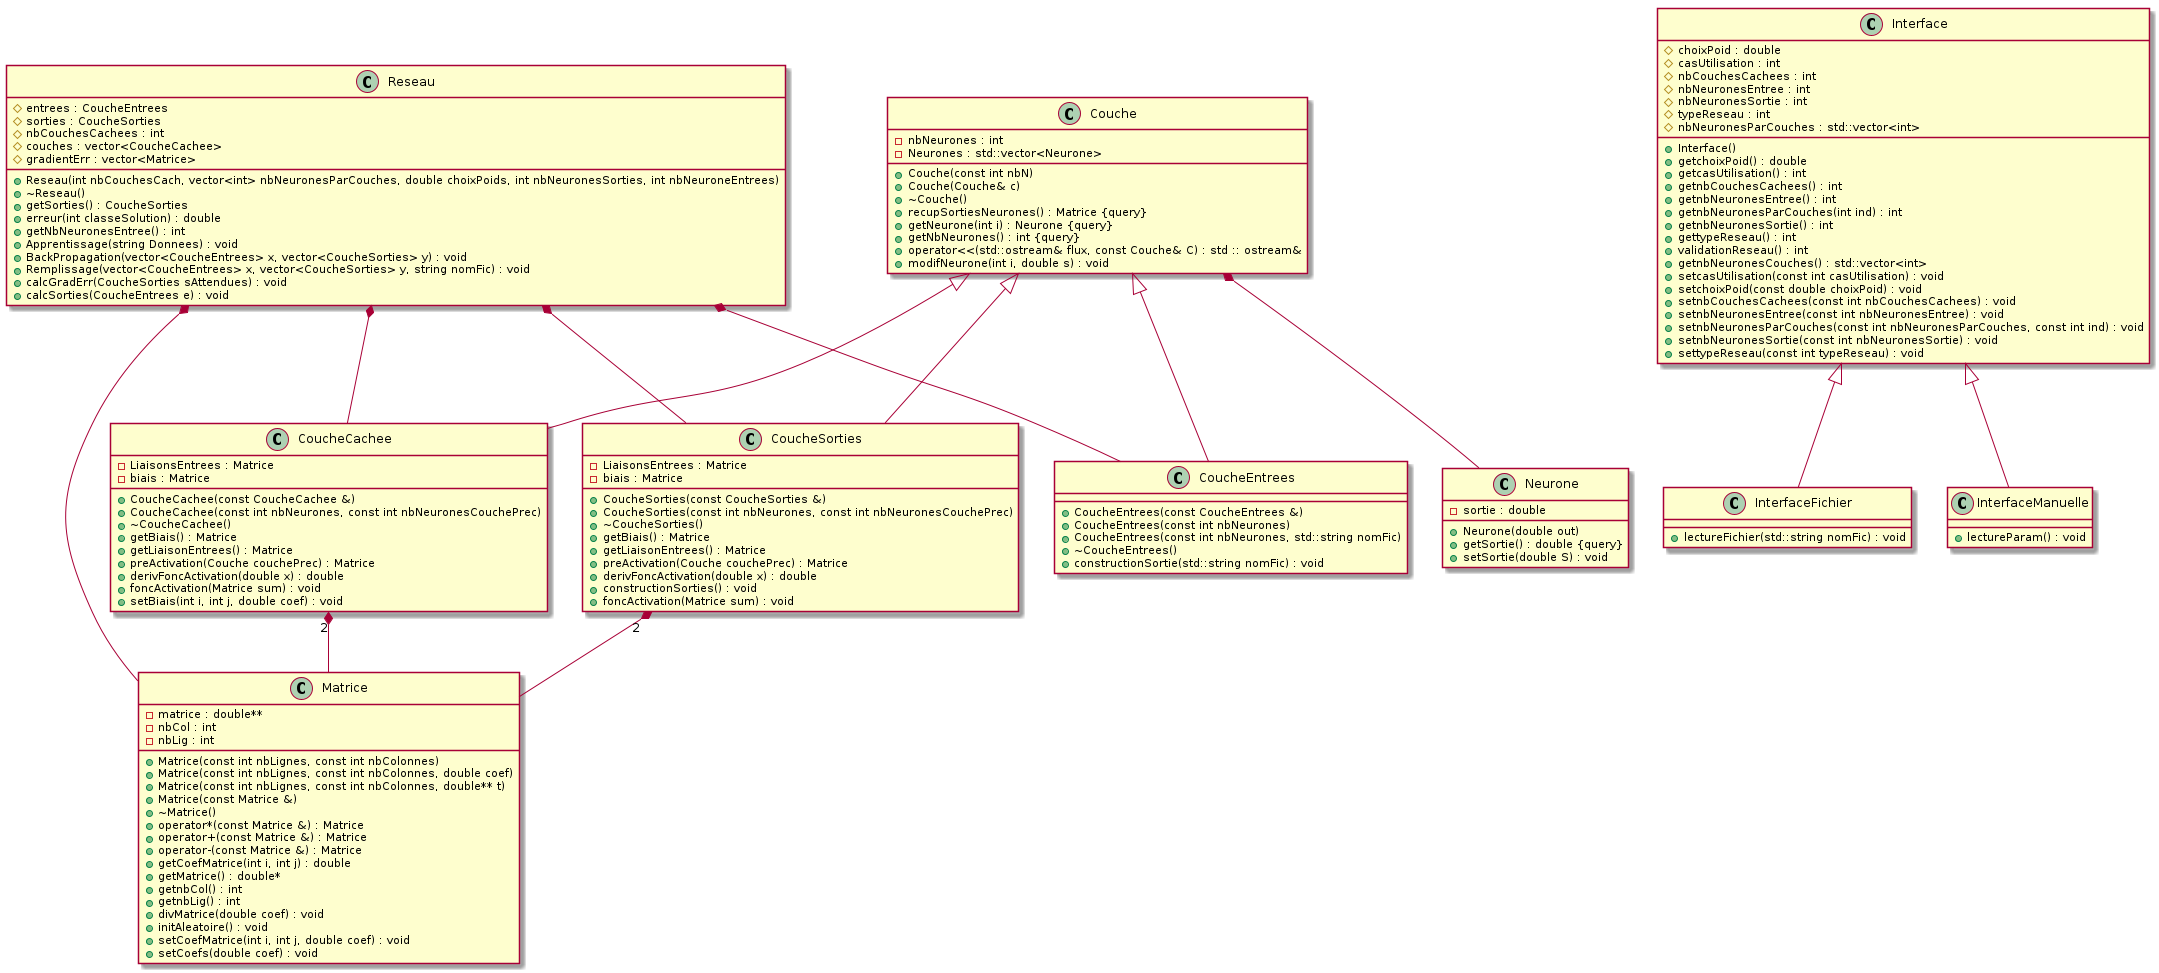 Reseau
entrees : CoucheEntrees
sorties : CoucheSorties
nbCouchesCachees : int
couches : vector<CoucheCachee>
gradientErr : vector<Matrice>
Reseau(int nbCouchesCach, vector<int> nbNeuronesParCouches, double choixPoids, int nbNeuronesSorties, int nbNeuroneEntrees)
~Reseau()
getSorties() : CoucheSorties
erreur(int classeSolution) : double
getNbNeuronesEntree() : int
Apprentissage(string Donnees) : void
BackPropagation(vector<CoucheEntrees> x, vector<CoucheSorties> y) : void
Remplissage(vector<CoucheEntrees> x, vector<CoucheSorties> y, string nomFic) : void
calcGradErr(CoucheSorties sAttendues) : void
calcSorties(CoucheEntrees e) : void
Couche
nbNeurones : int
Neurones : std::vector<Neurone>
Couche(const int nbN)
Couche(Couche& c)
~Couche()
recupSortiesNeurones() : Matrice {query}
getNeurone(int i) : Neurone {query}
getNbNeurones() : int {query}
operator<<(std::ostream& flux, const Couche& C) : std :: ostream&
modifNeurone(int i, double s) : void
Interface
choixPoid : double
casUtilisation : int
nbCouchesCachees : int
nbNeuronesEntree : int
nbNeuronesSortie : int
typeReseau : int
nbNeuronesParCouches : std::vector<int>
Interface()
getchoixPoid() : double
getcasUtilisation() : int
getnbCouchesCachees() : int
getnbNeuronesEntree() : int
getnbNeuronesParCouches(int ind) : int
getnbNeuronesSortie() : int
gettypeReseau() : int
validationReseau() : int
getnbNeuronesCouches() : std::vector<int>
setcasUtilisation(const int casUtilisation) : void
setchoixPoid(const double choixPoid) : void
setnbCouchesCachees(const int nbCouchesCachees) : void
setnbNeuronesEntree(const int nbNeuronesEntree) : void
setnbNeuronesParCouches(const int nbNeuronesParCouches, const int ind) : void
setnbNeuronesSortie(const int nbNeuronesSortie) : void
settypeReseau(const int typeReseau) : void
CoucheCachee
LiaisonsEntrees : Matrice
biais : Matrice
CoucheCachee(const CoucheCachee &)
CoucheCachee(const int nbNeurones, const int nbNeuronesCouchePrec)
~CoucheCachee()
getBiais() : Matrice
getLiaisonEntrees() : Matrice
preActivation(Couche couchePrec) : Matrice
derivFoncActivation(double x) : double
foncActivation(Matrice sum) : void
setBiais(int i, int j, double coef) : void
2
CoucheSorties
LiaisonsEntrees : Matrice
biais : Matrice
CoucheSorties(const CoucheSorties &)
CoucheSorties(const int nbNeurones, const int nbNeuronesCouchePrec)
~CoucheSorties()
getBiais() : Matrice
getLiaisonEntrees() : Matrice
preActivation(Couche couchePrec) : Matrice
derivFoncActivation(double x) : double
constructionSorties() : void
foncActivation(Matrice sum) : void
2
CoucheEntrees
CoucheEntrees(const CoucheEntrees &)
CoucheEntrees(const int nbNeurones)
CoucheEntrees(const int nbNeurones, std::string nomFic)
~CoucheEntrees()
constructionSortie(std::string nomFic) : void
Neurone
sortie : double
Neurone(double out)
getSortie() : double {query}
setSortie(double S) : void
InterfaceFichier
lectureFichier(std::string nomFic) : void
InterfaceManuelle
lectureParam() : void
Matrice
matrice : double**
nbCol : int
nbLig : int
Matrice(const int nbLignes, const int nbColonnes)
Matrice(const int nbLignes, const int nbColonnes, double coef)
Matrice(const int nbLignes, const int nbColonnes, double** t)
Matrice(const Matrice &)
~Matrice()
operator*(const Matrice &) : Matrice
operator+(const Matrice &) : Matrice
operator-(const Matrice &) : Matrice
getCoefMatrice(int i, int j) : double
getMatrice() : double*
getnbCol() : int
getnbLig() : int
divMatrice(double coef) : void
initAleatoire() : void
setCoefMatrice(int i, int j, double coef) : void
setCoefs(double coef) : void